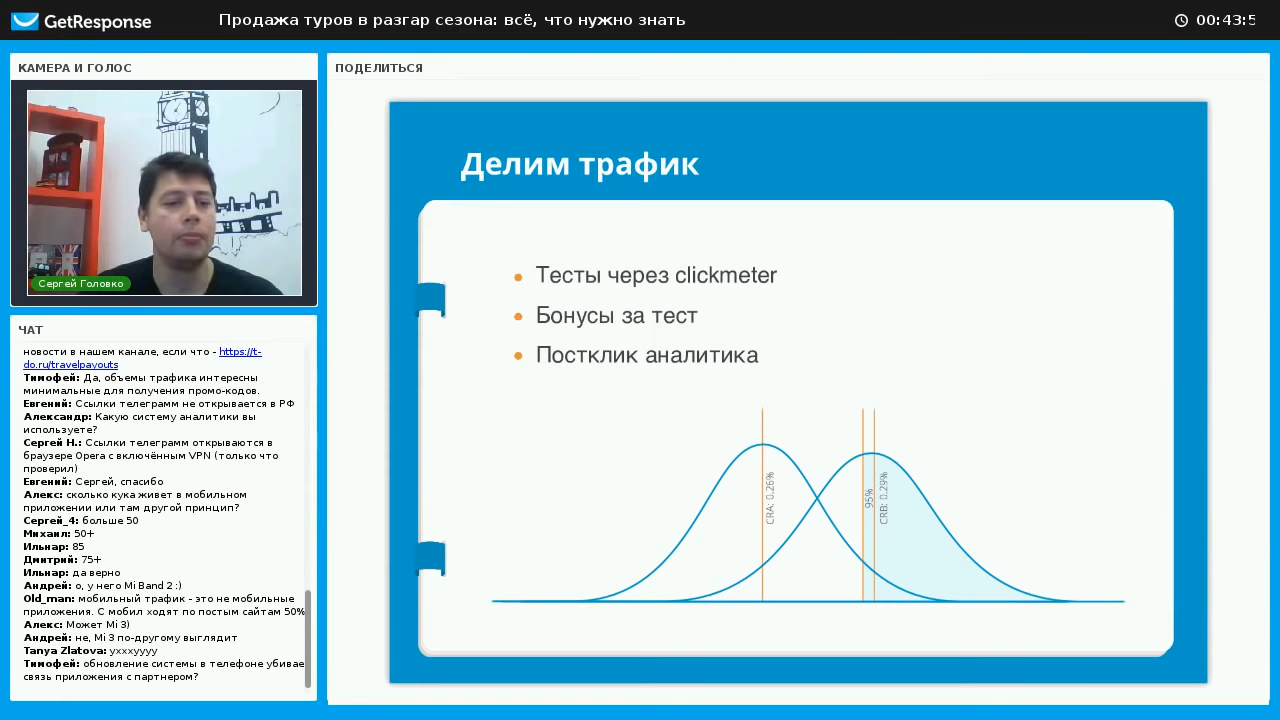 GetResponse
Продажа туров в разгар сезона: всё, что нужно знать
00:43:5
КАМЕРА И ГОЛОС
Сергей Головко
ЧАТ
новости в нашем канале, если что - https://t-
do.ru/travelpayouts
Тимофей: Да, объемы трафика интересны
минимальные для получения промо-кодов.
Евгений: Ссылки телеграмм не открывается в РФ
Александр: Какую систему аналитики вы
используете?
Сергей Н.: Ссылки телеграмм открываются в
браузере Opera с включённым VPN (только что
проверил)
Евгений: Сергей, спасибо
Алекс: сколько кука живет в мобильном
приложении или там другой принцип?
Сергей_4: больше 50
Михаил: 50+
Ильнар: 85
Дмитрий: 75+
Ильнар: да верно
Андрей: о, у него Mi Band 2 :)
Old_man: мобильный трафик - это не мобильные
приложения. С мобил ходят по постым сайтам 50%
Алекс: Может Mi 3)
Андрей: не, Mi 3 по-другому выглядит
Tanya Zlatova: ухххуууу
Тимофей: обновление системы в телефоне убивае
связь приложения с партнером?
ПОДЕЛИТЬСЯ
Делим трафик
Тесты через clickmeter
Бонусы за тест
Постклик аналитика
CRA: 0.26%
95%
CRB: 0.29%